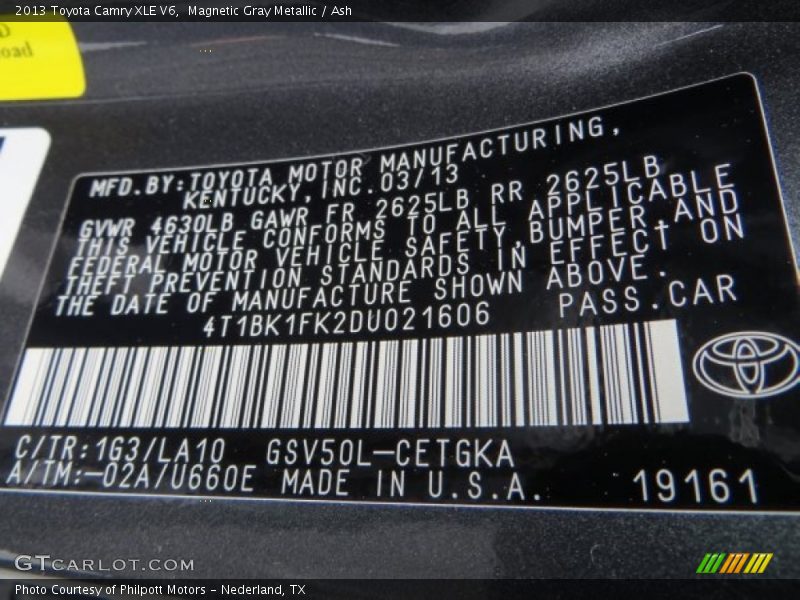 2013 Toyota Camry XLE V6,  Magnetic Gray Metallic / Ash
oad
MFD.BY:TOYOTA MOTOR MANUFACTURING,
KENTUCKY,INC.03/13
GVWR 4630LB GAWR FR 2625LB RR 2625LB
THIS VEHICLE CONFORMS TO ALL APPLICABLE
FEDERAL MOTOR VEHICLE SAFETY,BUMPER,AND
THEFT PREVENTION STANDARDS IN EFFECT ON
THE DATE OF MANUFACTURE SHOWN ABOVE.
4T1BK1FK2DU021606 PASS.CAR
C/TR:1G3/LA10 GSV50L-CETGKA
A/TM:-02A/U660E MADE IN U.S.A. 19161
GTCARLOT.COM
Photo Courtesy of Philpott Motors - Nederland, TX